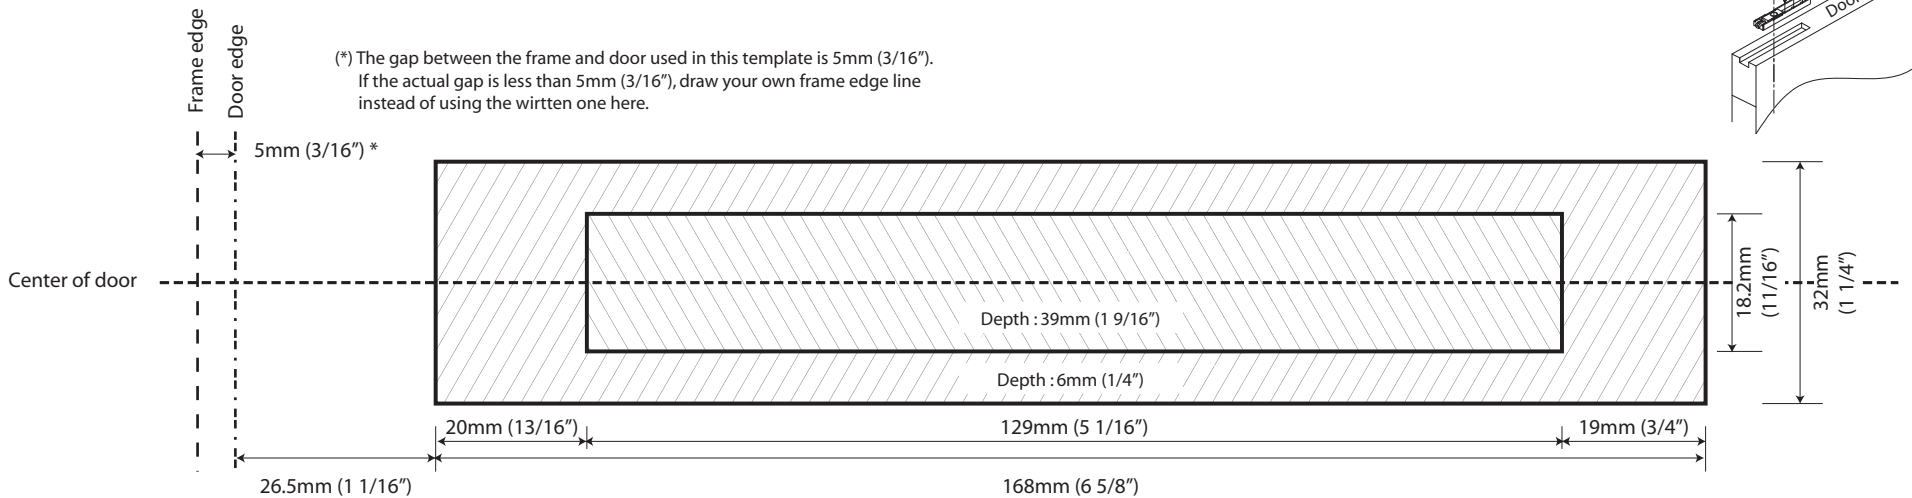 Frame edge
Door edge
(*) The gap between the frame and door used in this template is 5mm (3/16”).
If the actual gap is less than 5mm (3/16”), draw your own frame edge line
instead of using the wirtten one here.
5mm (3/16”) *
Center of door
Depth : 39mm (1 9/16”)
Depth : 6mm (1/4”)
18.2mm
(11/16”)
32mm
(1 1/4”)
20mm (13/16”)
129mm (5 1/16”)
19mm (3/4”)
26.5mm (1 1/16”)
168mm (6 5/8”)